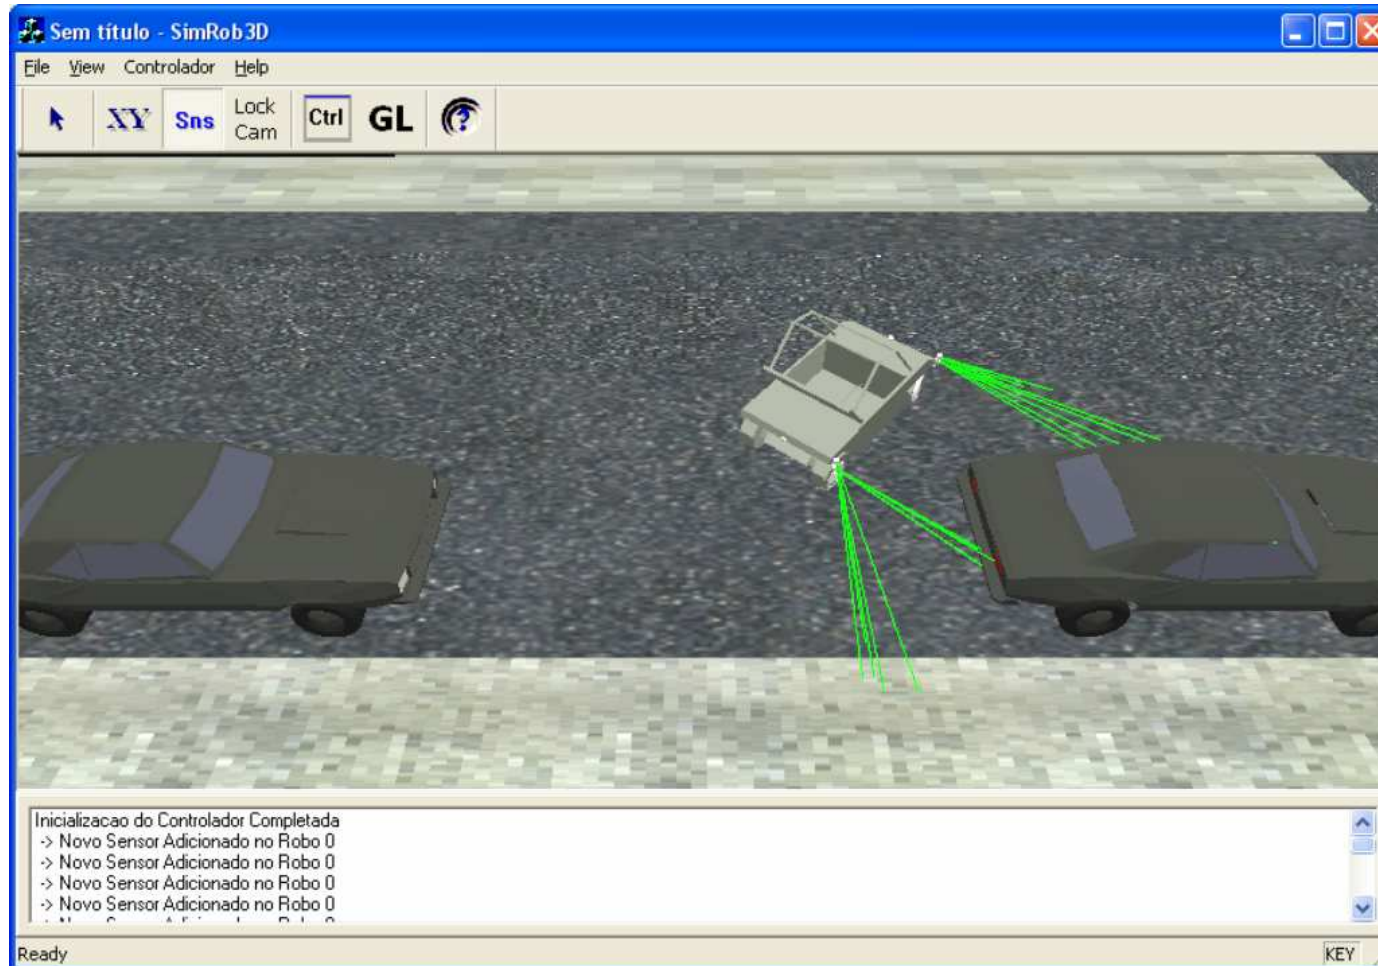 Sem título - SimRob3D
File View Controlador Help
XY Sns Lock Cam Ctrl GL ?
Inicializacao do Controlador Completada
-> Novo Sensor Adicionado no Robo 0
-> Novo Sensor Adicionado no Robo 0
-> Novo Sensor Adicionado no Robo 0
-> Novo Sensor Adicionado no Robo 0
Ready KEY